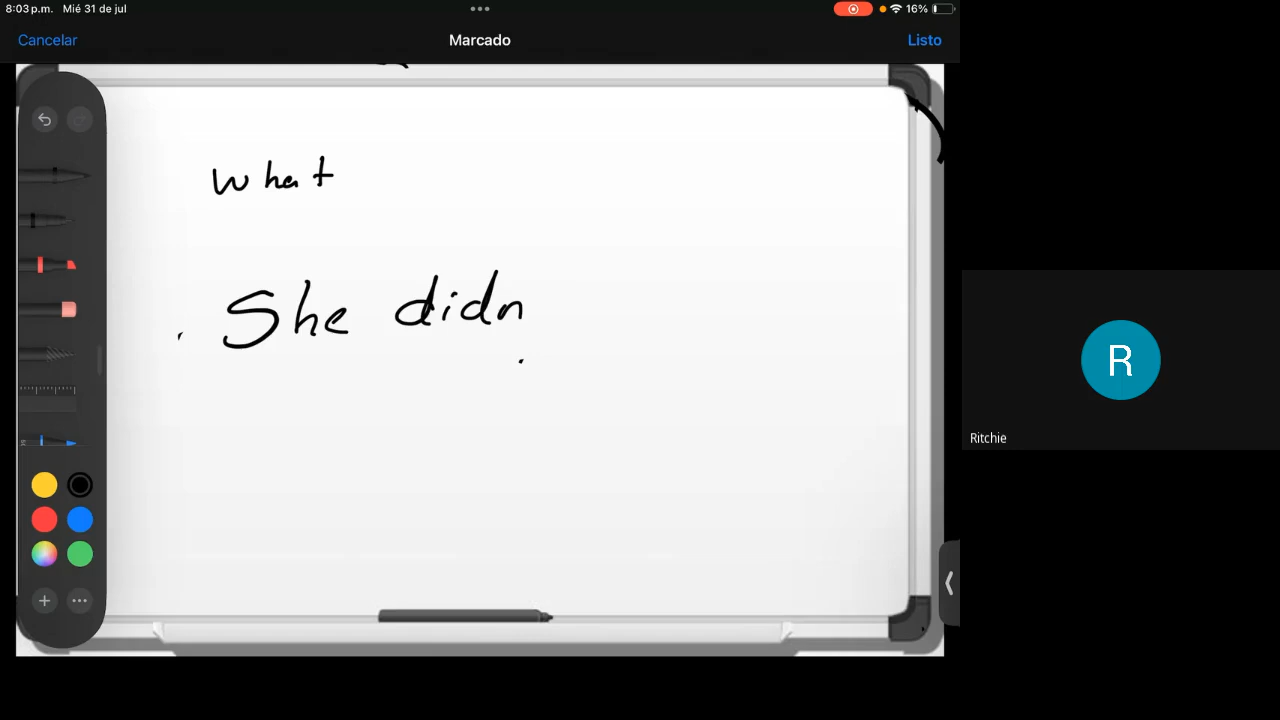 8:03 p.m. Mié 31 de jul
16%
Cancelar
Marcado
Listo
What
She didn
R
Ritchie